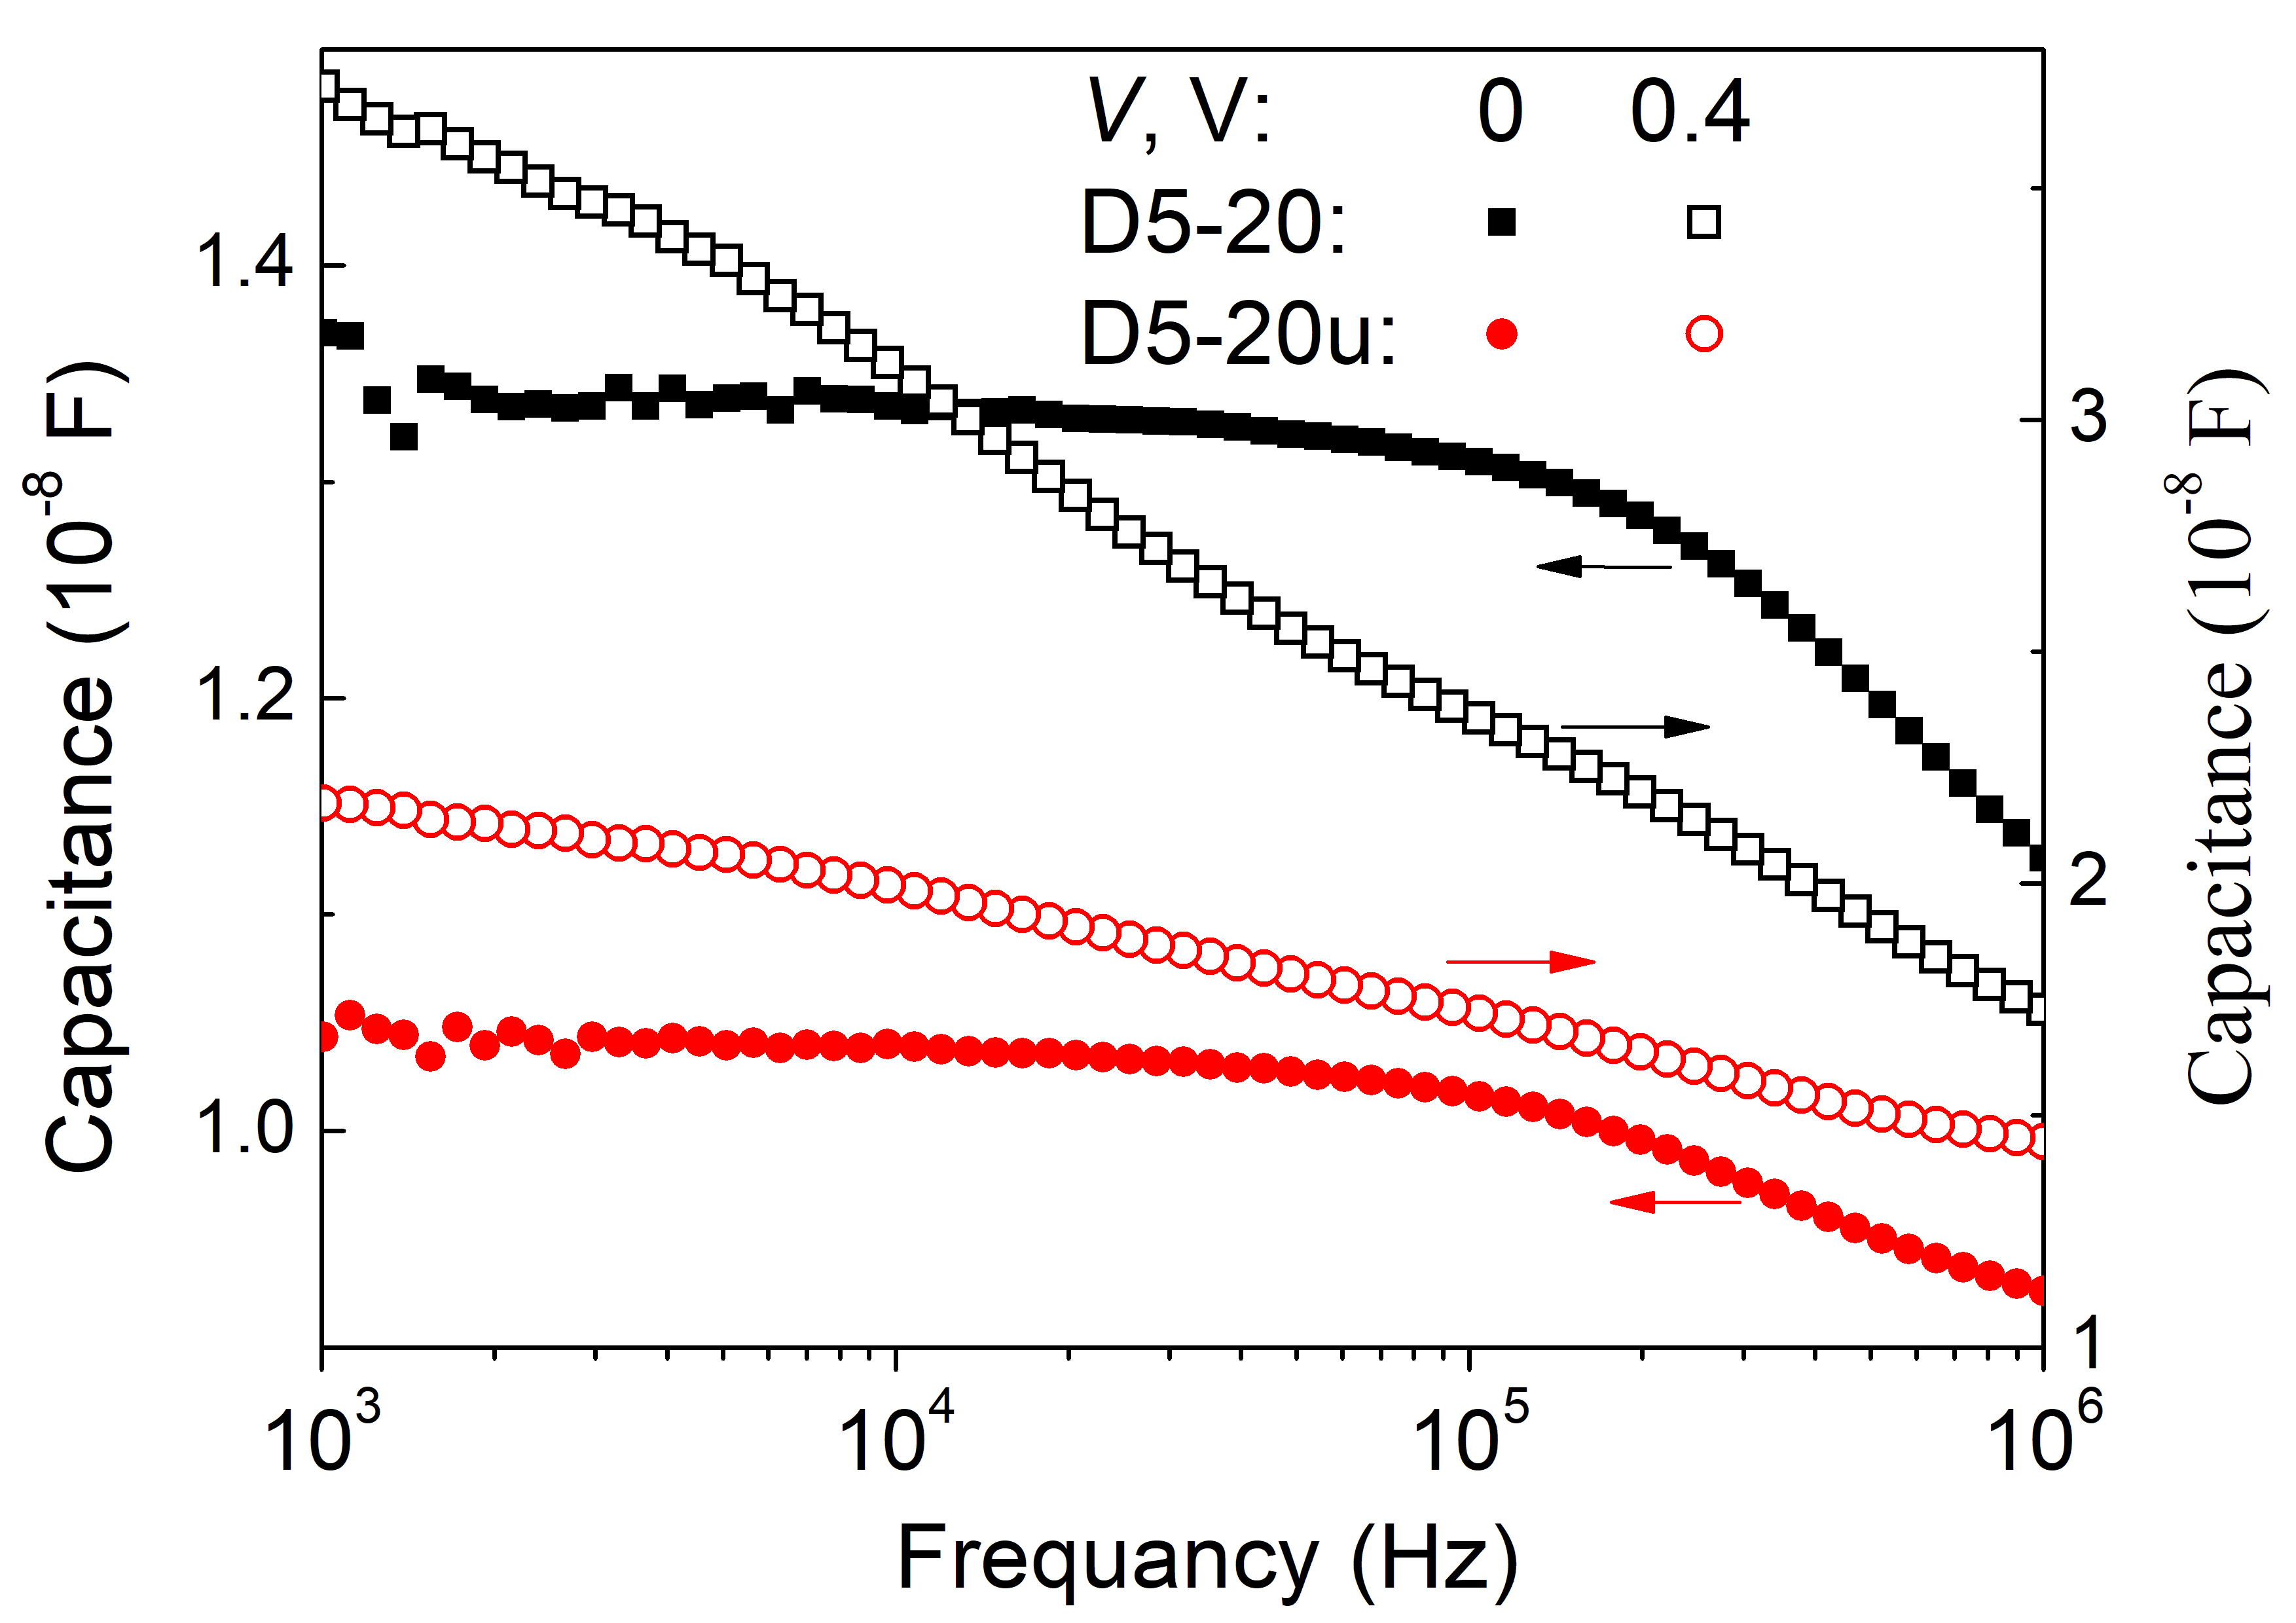 V, V: 0 0.4
D5-20:
D5-20u:
Capacitance (10⁻⁸ F)
1.4
1.2
1.0
Capacitance (10⁻⁸ F)
3
2
1
10³ 10⁴ 10⁵ 10⁶
Frequancy (Hz)